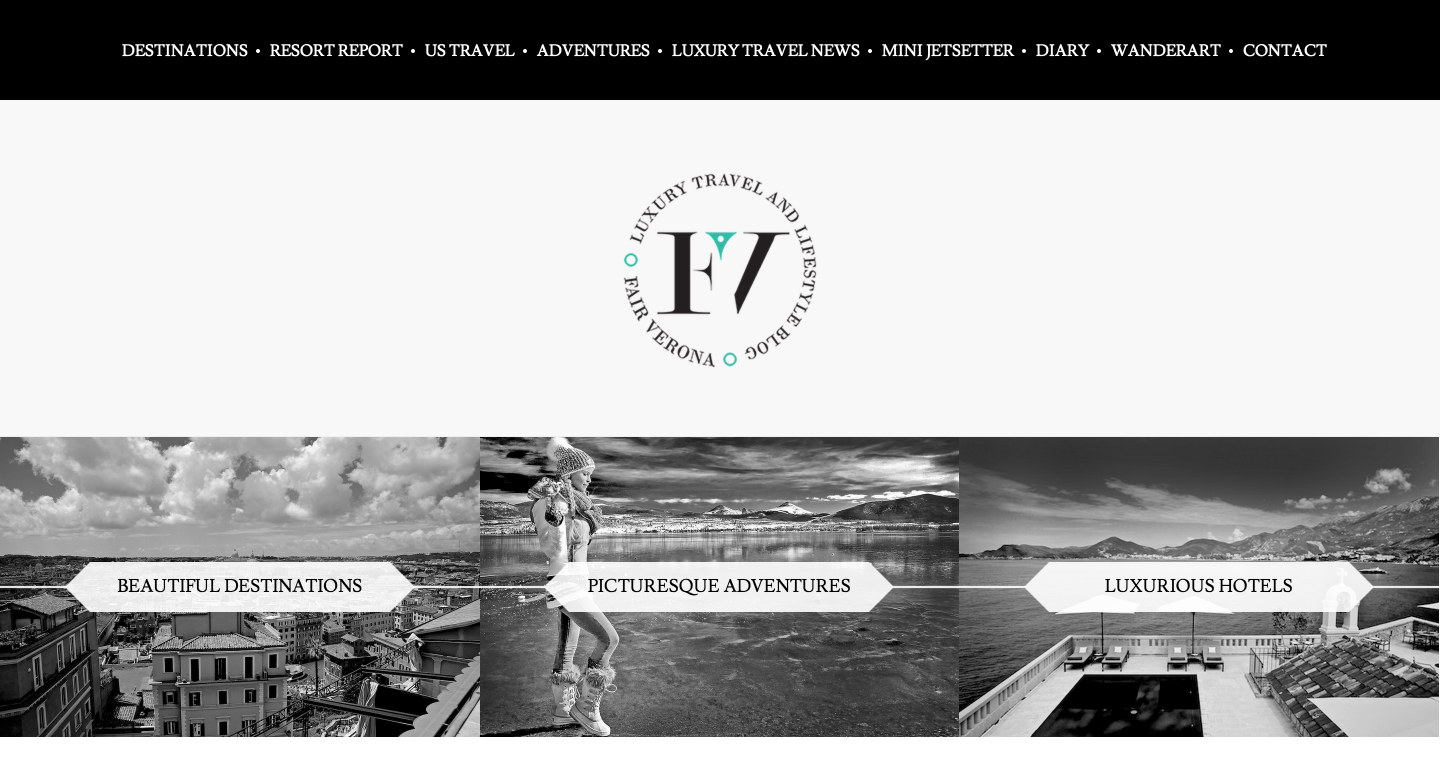 DESTINATIONS • RESORT REPORT • US TRAVEL • ADVENTURES • LUXURY TRAVEL NEWS • MINI JETSETTER • DIARY • WANDERART • CONTACT
LUXURY TRAVEL AND LIFESTYLE BLOG
FV
FAIR VERONA
BEAUTIFUL DESTINATIONS
PICTURESQUE ADVENTURES
LUXURIOUS HOTELS